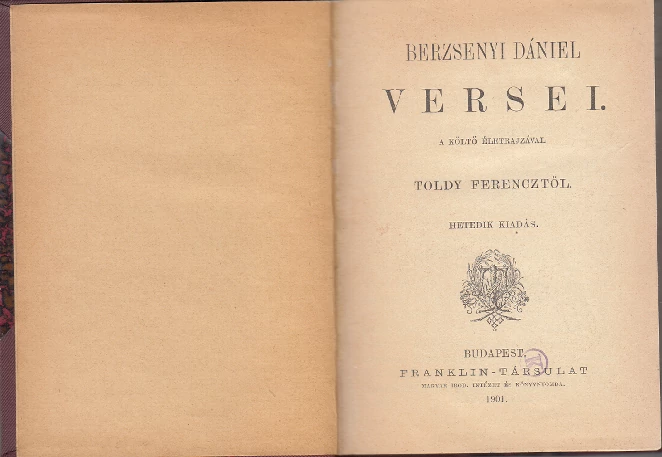 BERZSENYI DÁNIEL
VERSEI.
A KÖLTŐ ÉLETRAJZÁVAL
TOLDY FERENCZTŐL.
HETEDIK KIADÁS.
BUDAPEST.
FRANKLIN-TÁRSULAT
MAGYAR IROD. INTÉZET ÉS KÖNYVNYOMDA.
1901.